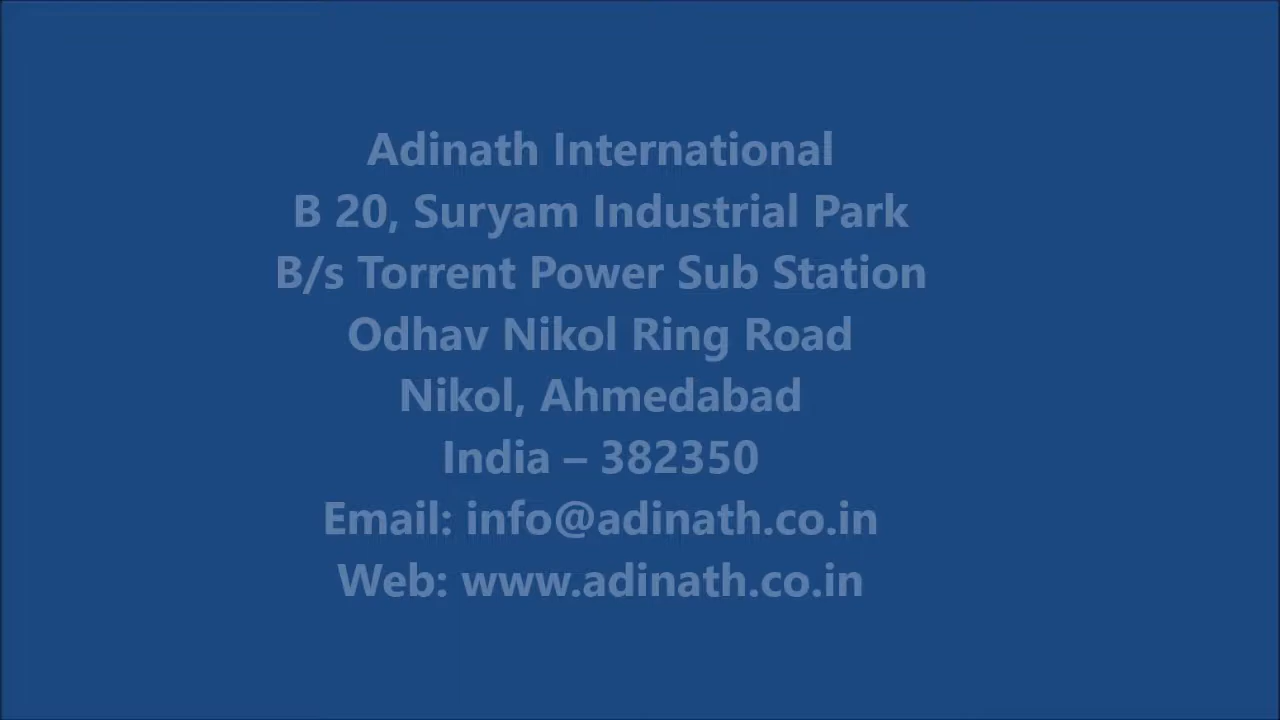 Adinath International
B 20, Suryam Industrial Park
B/s Torrent Power Sub Station
Odhav Nikol Ring Road
Nikol, Ahmedabad
India – 382350
Email: info@adinath.co.in
Web: www.adinath.co.in